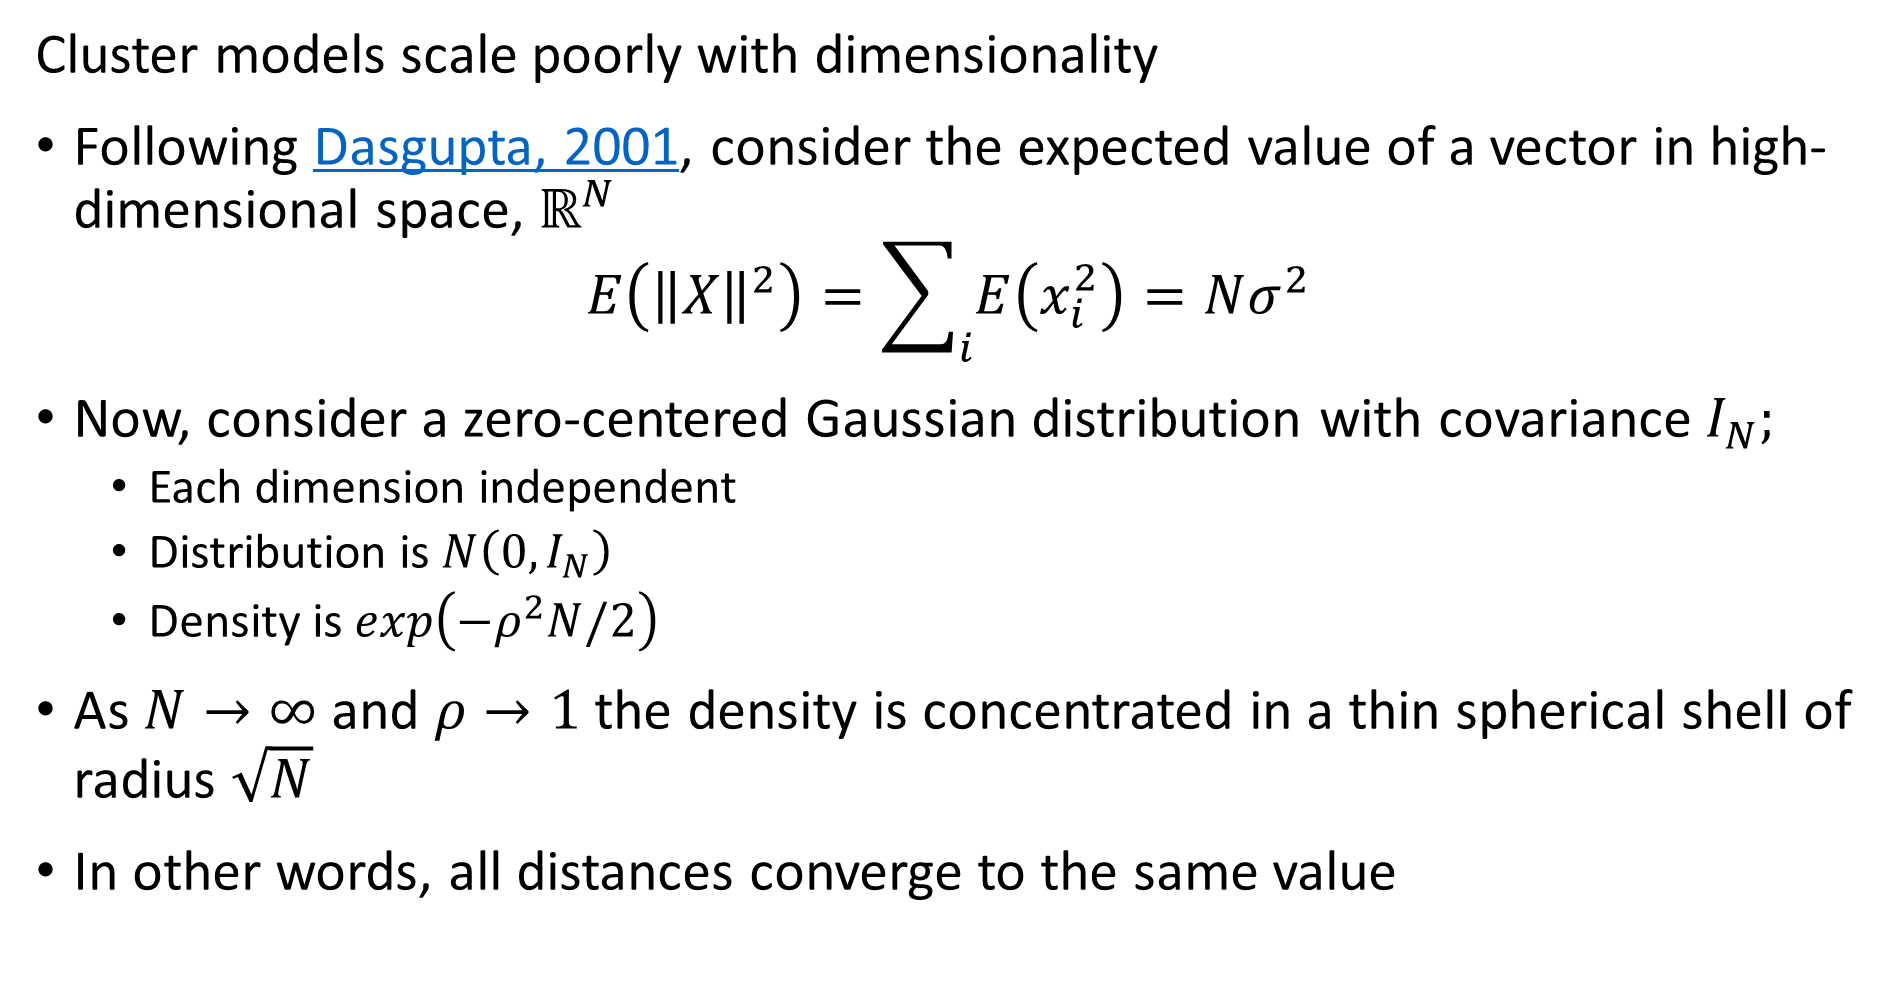 Cluster models scale poorly with dimensionality
• Following Dasgupta, 2001, consider the expected value of a vector in high-
dimensional space, ℝ^N
E(‖X‖²) = ∑_i E(x_i²) = Nσ²
• Now, consider a zero-centered Gaussian distribution with covariance I_N;
• Each dimension independent
• Distribution is N(0, I_N)
• Density is exp(−ρ²N/2)
• As N → ∞ and ρ → 1 the density is concentrated in a thin spherical shell of
radius √N
• In other words, all distances converge to the same value